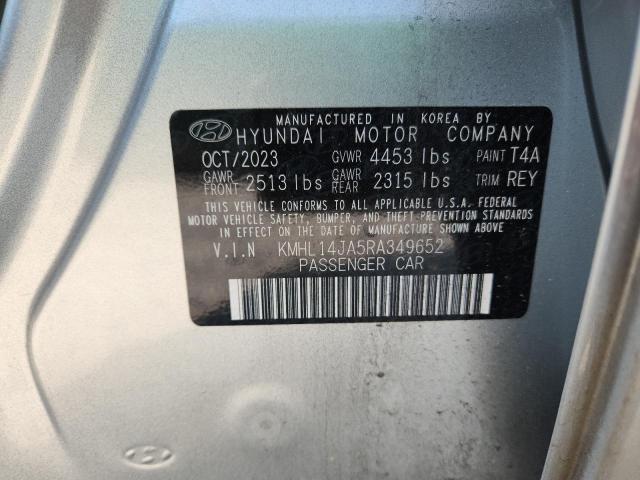 MANUFACTURED IN KOREA BY
HYUNDAI MOTOR COMPANY
OCT/2023 GVWR 4453 lbs PAINT T4A
GAWR FRONT 2513 lbs GAWR REAR 2315 lbs TRIM REY
THIS VEHICLE CONFORMS TO ALL APPLICABLE U.S.A. FEDERAL
MOTOR VEHICLE SAFETY, BUMPER, AND THEFT PREVENTION STANDARDS
IN EFFECT ON THE DATE OF MANUFACTURE SHOWN ABOVE
V.I.N KMHL14JA5RA349652
PASSENGER CAR